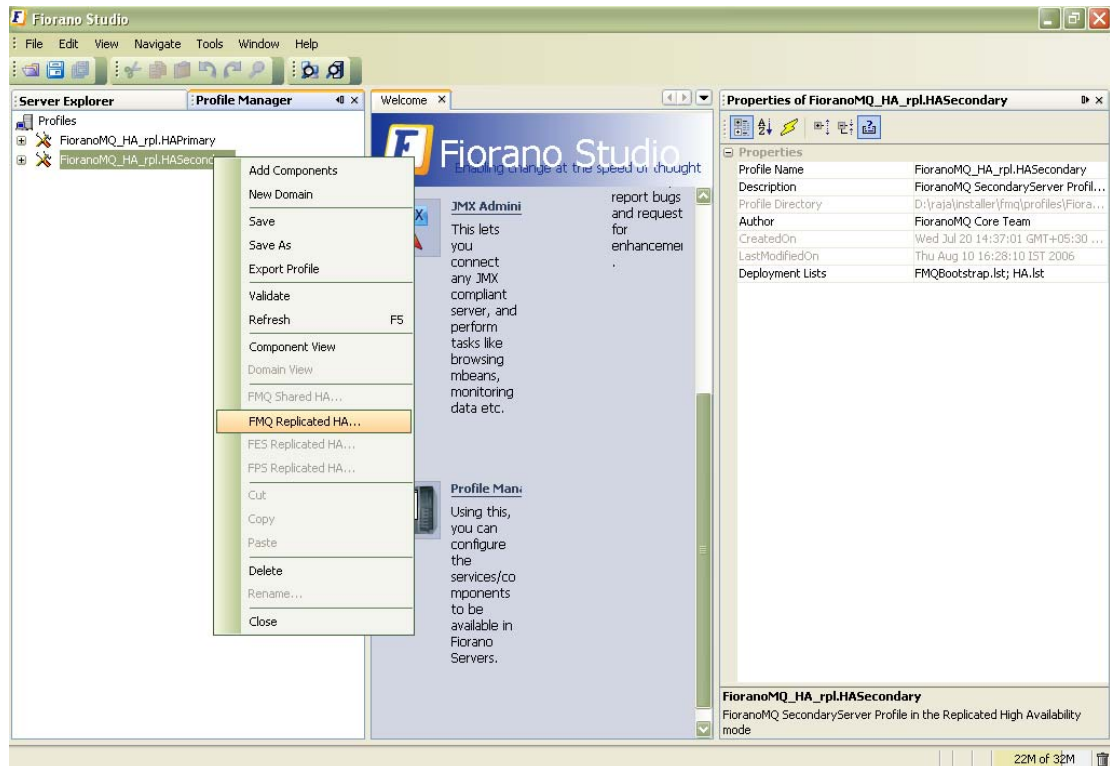 Fiorano Studio
File Edit View Navigate Tools Window Help
Server Explorer
Profile Manager
Profiles
FioranoMQ_HA_rpl.HAPrimary
FioranoMQ_HA_rpl.HASecond
Add Components
New Domain
Save
Save As
Export Profile
Validate
Refresh F5
Component View
Domain View
FMQ Shared HA...
FMQ Replicated HA...
FES Replicated HA...
FPS Replicated HA...
Cut
Copy
Paste
Delete
Rename...
Close
Welcome
Fiorano Studio
Enabling change at the speed of thought
JMX Admini
This lets
you
connect
any JMX
compliant
server, and
perform
tasks like
browsing
mbeans,
monitoring
data etc.
report bugs
and request
for
enhancemei
.
Profile Mana
Using this,
you can
configure
the
services/co
mponents
to be
available in
Fiorano
Servers.
Properties of FioranoMQ_HA_rpl.HASecondary
Properties
Profile Name FioranoMQ_HA_rpl.HASecondary
Description FioranoMQ SecondaryServer Profil...
Profile Directory D:\raja\installer\fmq\profiles\Fiora...
Author FioranoMQ Core Team
CreatedOn Wed Jul 20 14:37:01 GMT+05:30 ...
LastModifiedOn Thu Aug 10 16:28:10 IST 2006
Deployment Lists FMQBootstrap.lst; HA.lst
FioranoMQ_HA_rpl.HASecondary
FioranoMQ SecondaryServer Profile in the Replicated High Availability
mode
22M of 32M